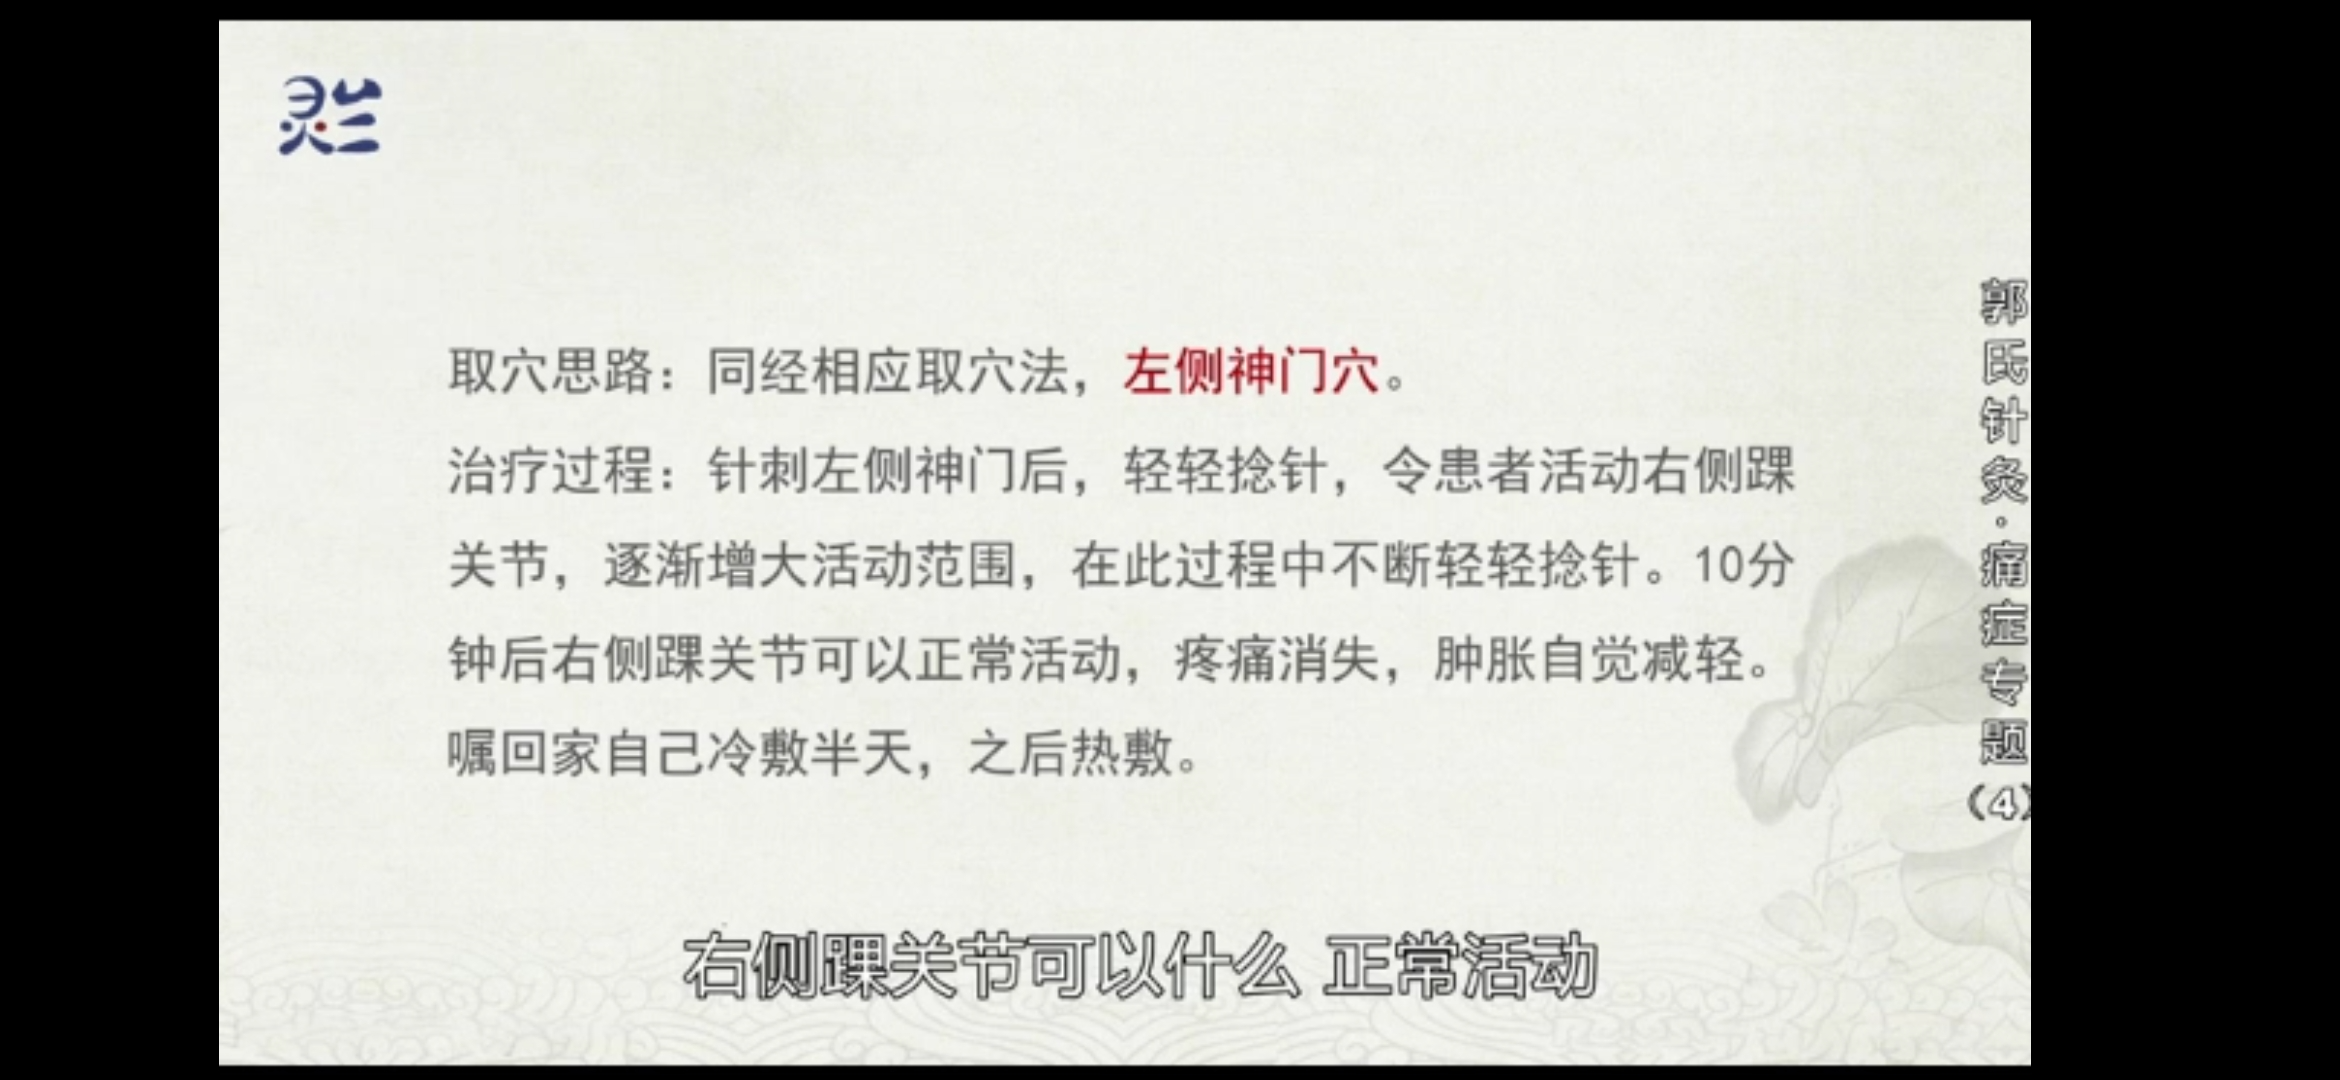 灵兰
取穴思路：同经相应取穴法，左侧神门穴。
治疗过程：针刺左侧神门后，轻轻捻针，令患者活动右侧踝
关节，逐渐增大活动范围，在此过程中不断轻轻捻针。10分
钟后右侧踝关节可以正常活动，疼痛消失，肿胀自觉减轻。
嘱回家自己冷敷半天，之后热敷。
右侧踝关节可以什么 正常活动
郭氏针灸·痛症专题（4）